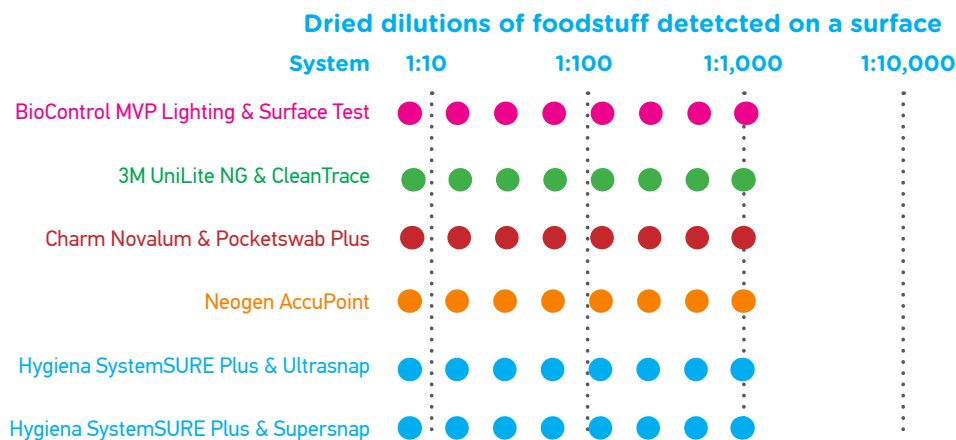 Dried dilutions of foodstuff detetcted on a surface
System 1:10 1:100 1:1,000 1:10,000
BioControl MVP Lighting & Surface Test
3M UniLite NG & CleanTrace
Charm Novalum & Pocketswab Plus
Neogen AccuPoint
Hygiena SystemSURE Plus & Ultrasnap
Hygiena SystemSURE Plus & Supersnap